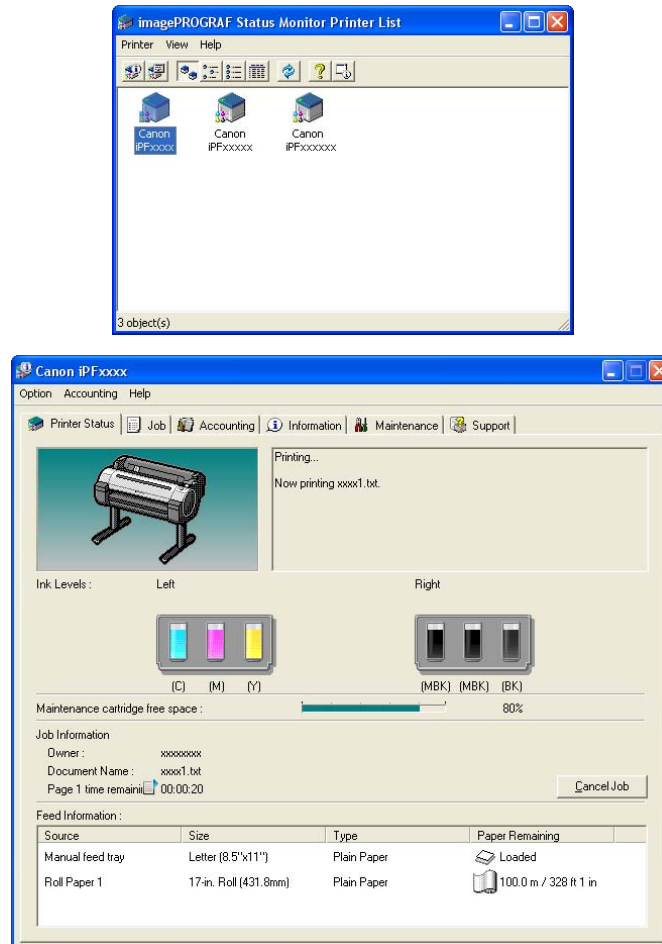 imagePROGRAF Status Monitor Printer List
Printer View Help
Canon iPFxxxx
Canon iPFxxxxx
Canon iPFxxxxxx
3 object(s)
Canon iPFxxxx
Option Accounting Help
Printer Status Job Accounting Information Maintenance Support
Printing...
Now printing xxxx1.txt.
Ink Levels : Left Right
(C) (M) (Y) (MBK) (MBK) (BK)
Maintenance cartridge free space : 80%
Job Information
Owner : xxxxxxxx
Document Name : xxxx1.txt
Page 1 time remainin 00:00:20
Cancel Job
Feed Information :
Source Size Type Paper Remaining
Manual feed tray Letter (8.5"x11") Plain Paper Loaded
Roll Paper 1 17-in. Roll (431.8mm) Plain Paper 100.0 m / 328 ft 1 in